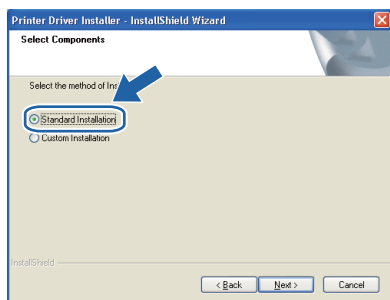 Printer Driver Installer - InstallShield Wizard
Select Components
Select the method of
Standard Installation
Custom Installation
InstallShield
< Back
Next >
Cancel